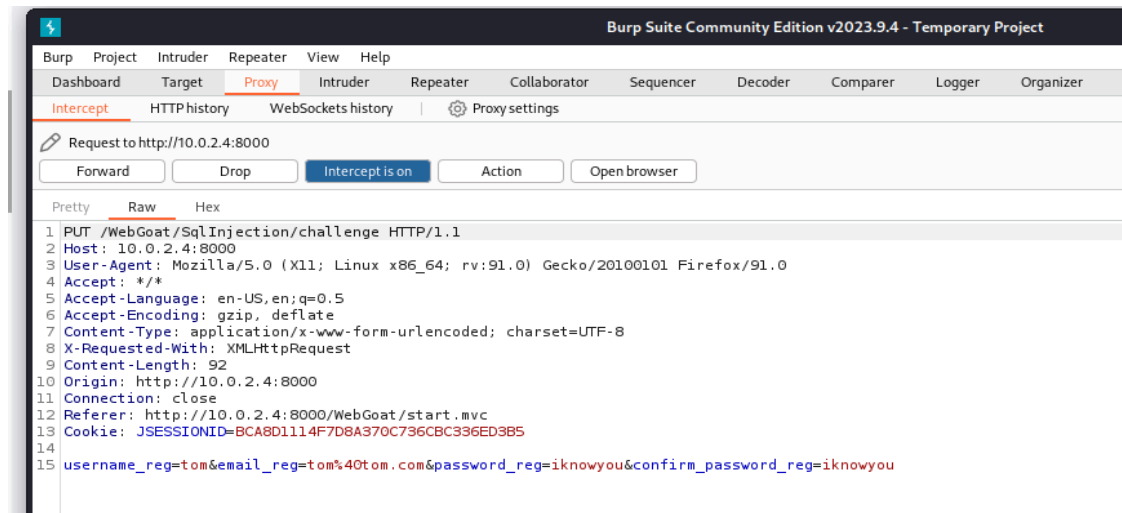 Burp Suite Community Edition v2023.9.4 - Temporary Project
Burp Project Intruder Repeater View Help
Dashboard Target Proxy Intruder Repeater Collaborator Sequencer Decoder Comparer Logger Organizer
Intercept HTTP history WebSockets history Proxy settings
Request to http://10.0.2.4:8000
Forward Drop Intercept is on Action Open browser
Pretty Raw Hex
1 PUT /WebGoat/SqlInjection/challenge HTTP/1.1
2 Host: 10.0.2.4:8000
3 User-Agent: Mozilla/5.0 (X11; Linux x86_64; rv:91.0) Gecko/20100101 Firefox/91.0
4 Accept: */*
5 Accept-Language: en-US,en;q=0.5
6 Accept-Encoding: gzip, deflate
7 Content-Type: application/x-www-form-urlencoded; charset=UTF-8
8 X-Requested-With: XMLHttpRequest
9 Content-Length: 92
10 Origin: http://10.0.2.4:8000
11 Connection: close
12 Referer: http://10.0.2.4:8000/WebGoat/start.mvc
13 Cookie: JSESSIONID=BCA8D1114F7D8A370C736CBC336ED3B5
14
15 username_reg=tom&email_reg=tom%40tom.com&password_reg=iknowyou&confirm_password_reg=iknowyou